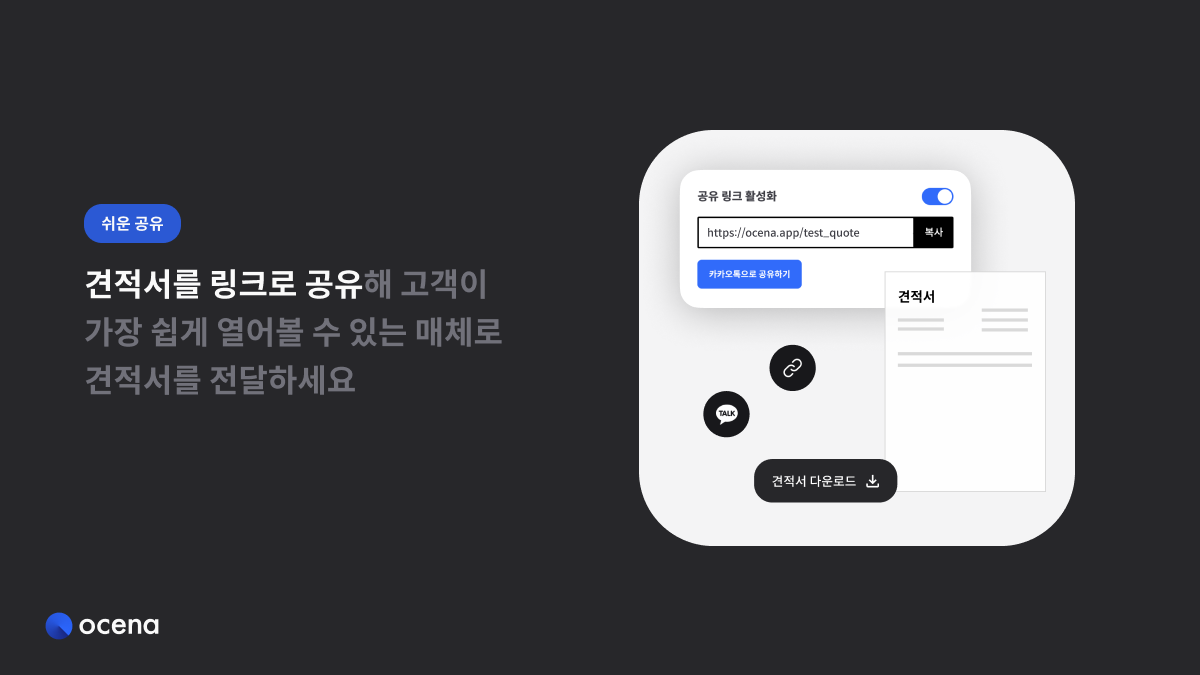 쉬운 공유
견적서를 링크로 공유해 고객이
가장 쉽게 열어볼 수 있는 매체로
견적서를 전달하세요
공유 링크 활성화
https://ocena.app/test_quote
복사
카카오톡으로 공유하기
견적서
TALK
견적서 다운로드
ocena